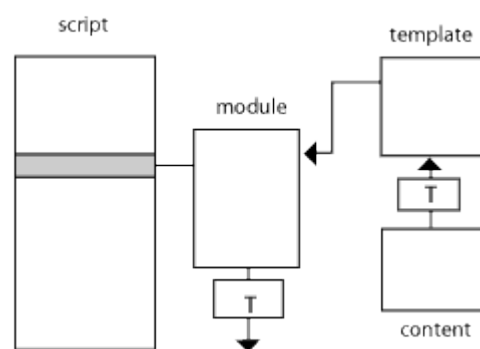 script
template
module
T
T
content